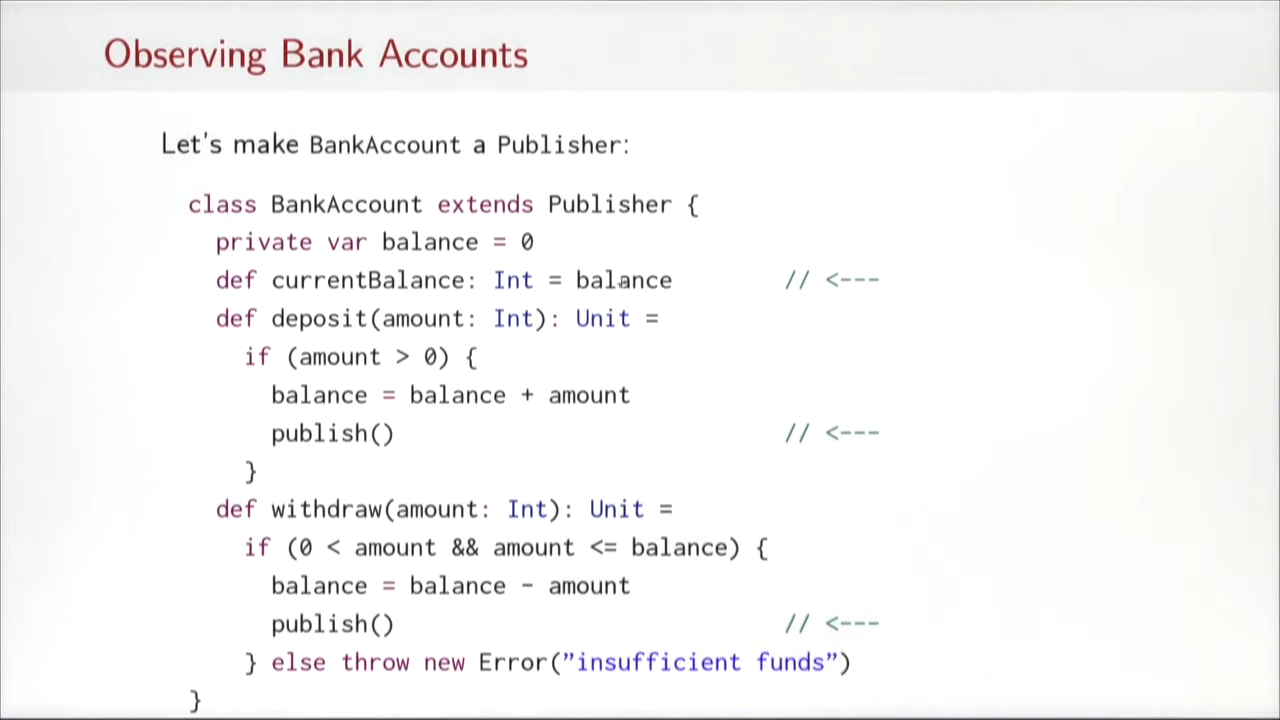 Observing Bank Accounts
Let's make BankAccount a Publisher:
class BankAccount extends Publisher {
private var balance = 0
def currentBalance: Int = balance // <---
def deposit(amount: Int): Unit =
if (amount > 0) {
balance = balance + amount
publish() // <---
}
def withdraw(amount: Int): Unit =
if (0 < amount && amount <= balance) {
balance = balance - amount
publish() // <---
} else throw new Error(”insufficient funds”)
}